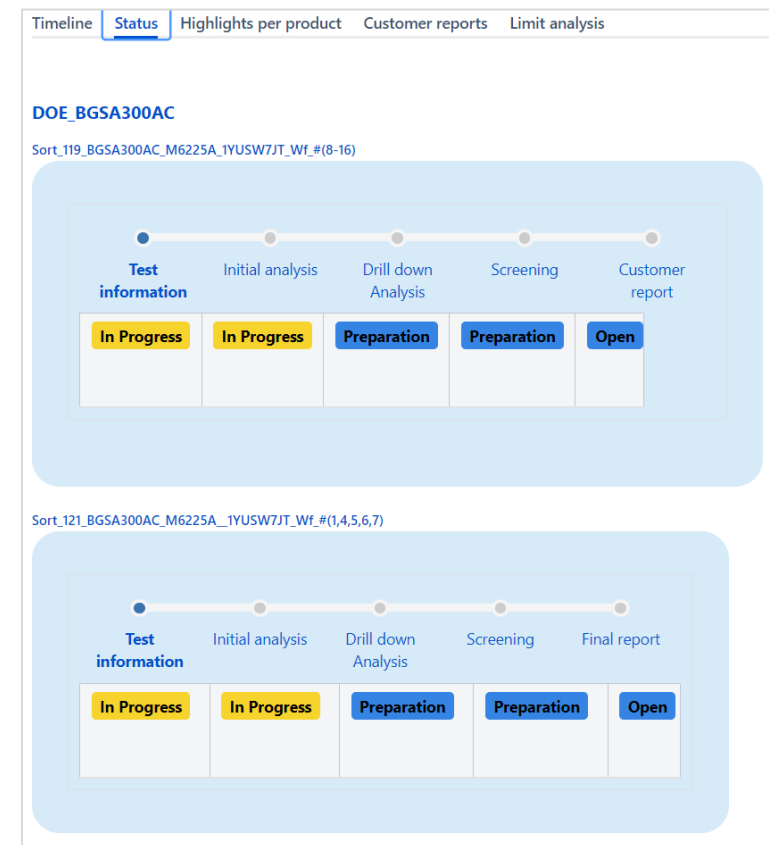 Timeline Status Highlights per product Customer reports Limit analysis
DOE_BGSA300AC
Sort_119_BGSA300AC_M6225A_1YUSW7JT_Wf_#(8-16)
Test information Initial analysis Drill down Analysis Screening Customer report
In Progress In Progress Preparation Preparation Open
Sort_121_BGSA300AC_M6225A__1YUSW7JT_Wf_#(1,4,5,6,7)
Test information Initial analysis Drill down Analysis Screening Final report
In Progress In Progress Preparation Preparation Open